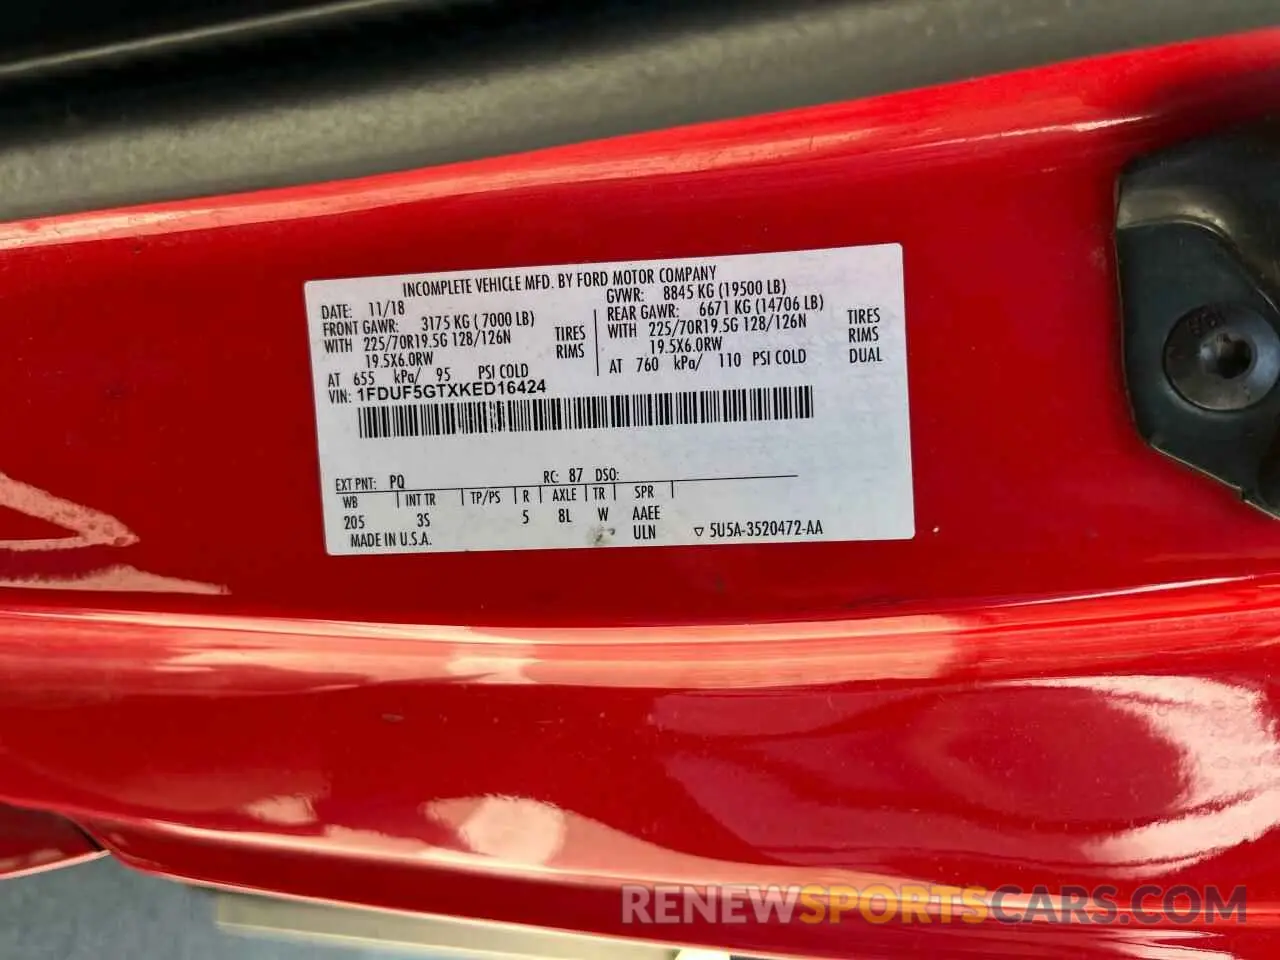 INCOMPLETE VEHICLE MFD. BY FORD MOTOR COMPANY
DATE: 11/18
GVWR: 8845 KG (19500 LB)
FRONT GAWR: 3175 KG ( 7000 LB)
REAR GAWR: 6671 KG (14706 LB)
WITH 225/70R19.5G 128/126N TIRES
WITH 225/70R19.5G 128/126N TIRES
19.5X6.0RW RIMS
19.5X6.0RW RIMS
AT 655 kPa/ 95 PSI COLD
AT 760 kPa/ 110 PSI COLD DUAL
VIN: 1FDUF5GTXKED16424
EXT PNT: PQ RC: 87 DSO:
WB INT TR TP/PS R AXLE TR SPR
205 3S 5 8L W AAEE
MADE IN U.S.A. ULN 5U5A-3520472-AA
RENEWSPORTSCARS.COM